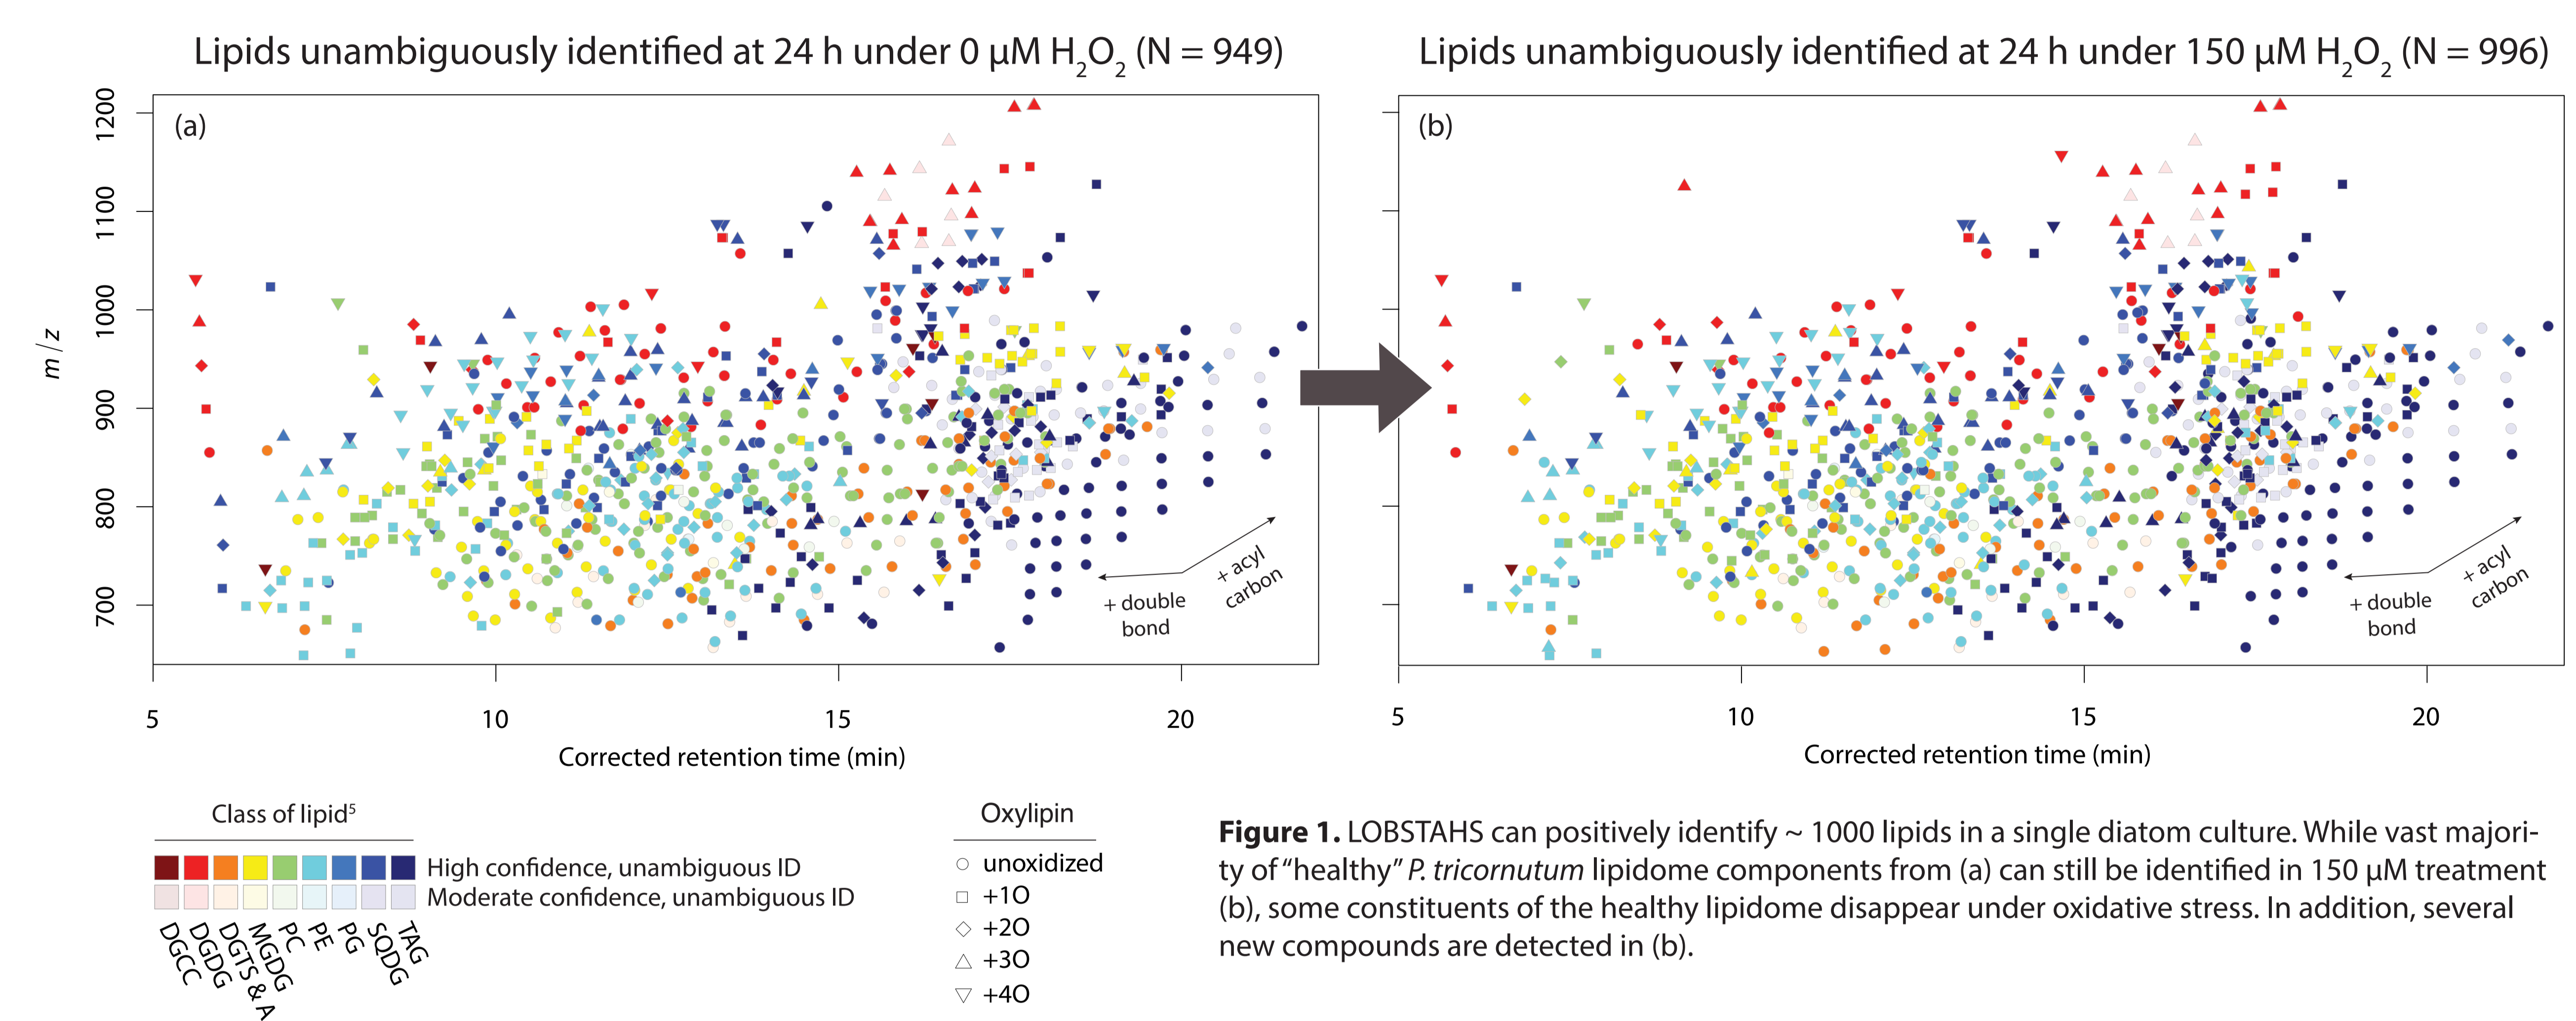 Lipids unambiguously identified at 24 h under 0 µM H₂O₂ (N = 949)
Lipids unambiguously identified at 24 h under 150 µM H₂O₂ (N = 996)
(a)
(b)
m/z
1200
1100
1000
900
800
700
+ double
bond
+ acyl
carbon
+ double
bond
+ acyl
carbon
5
10
15
20
5
10
15
20
Corrected retention time (min)
Corrected retention time (min)
Class of lipid⁵
High confidence, unambiguous ID
Moderate confidence, unambiguous ID
DGCC
DGDG
DGTS & A
MGDG
PC
PE
PG
SQDG
TAG
Oxylipin
unoxidized
+1O
+2O
+3O
+4O
Figure 1. LOBSTAHS can positively identify ~ 1000 lipids in a single diatom culture. While vast majori-
ty of “healthy” P. tricornutum lipidome components from (a) can still be identified in 150 µM treatment
(b), some constituents of the healthy lipidome disappear under oxidative stress. In addition, several
new compounds are detected in (b).